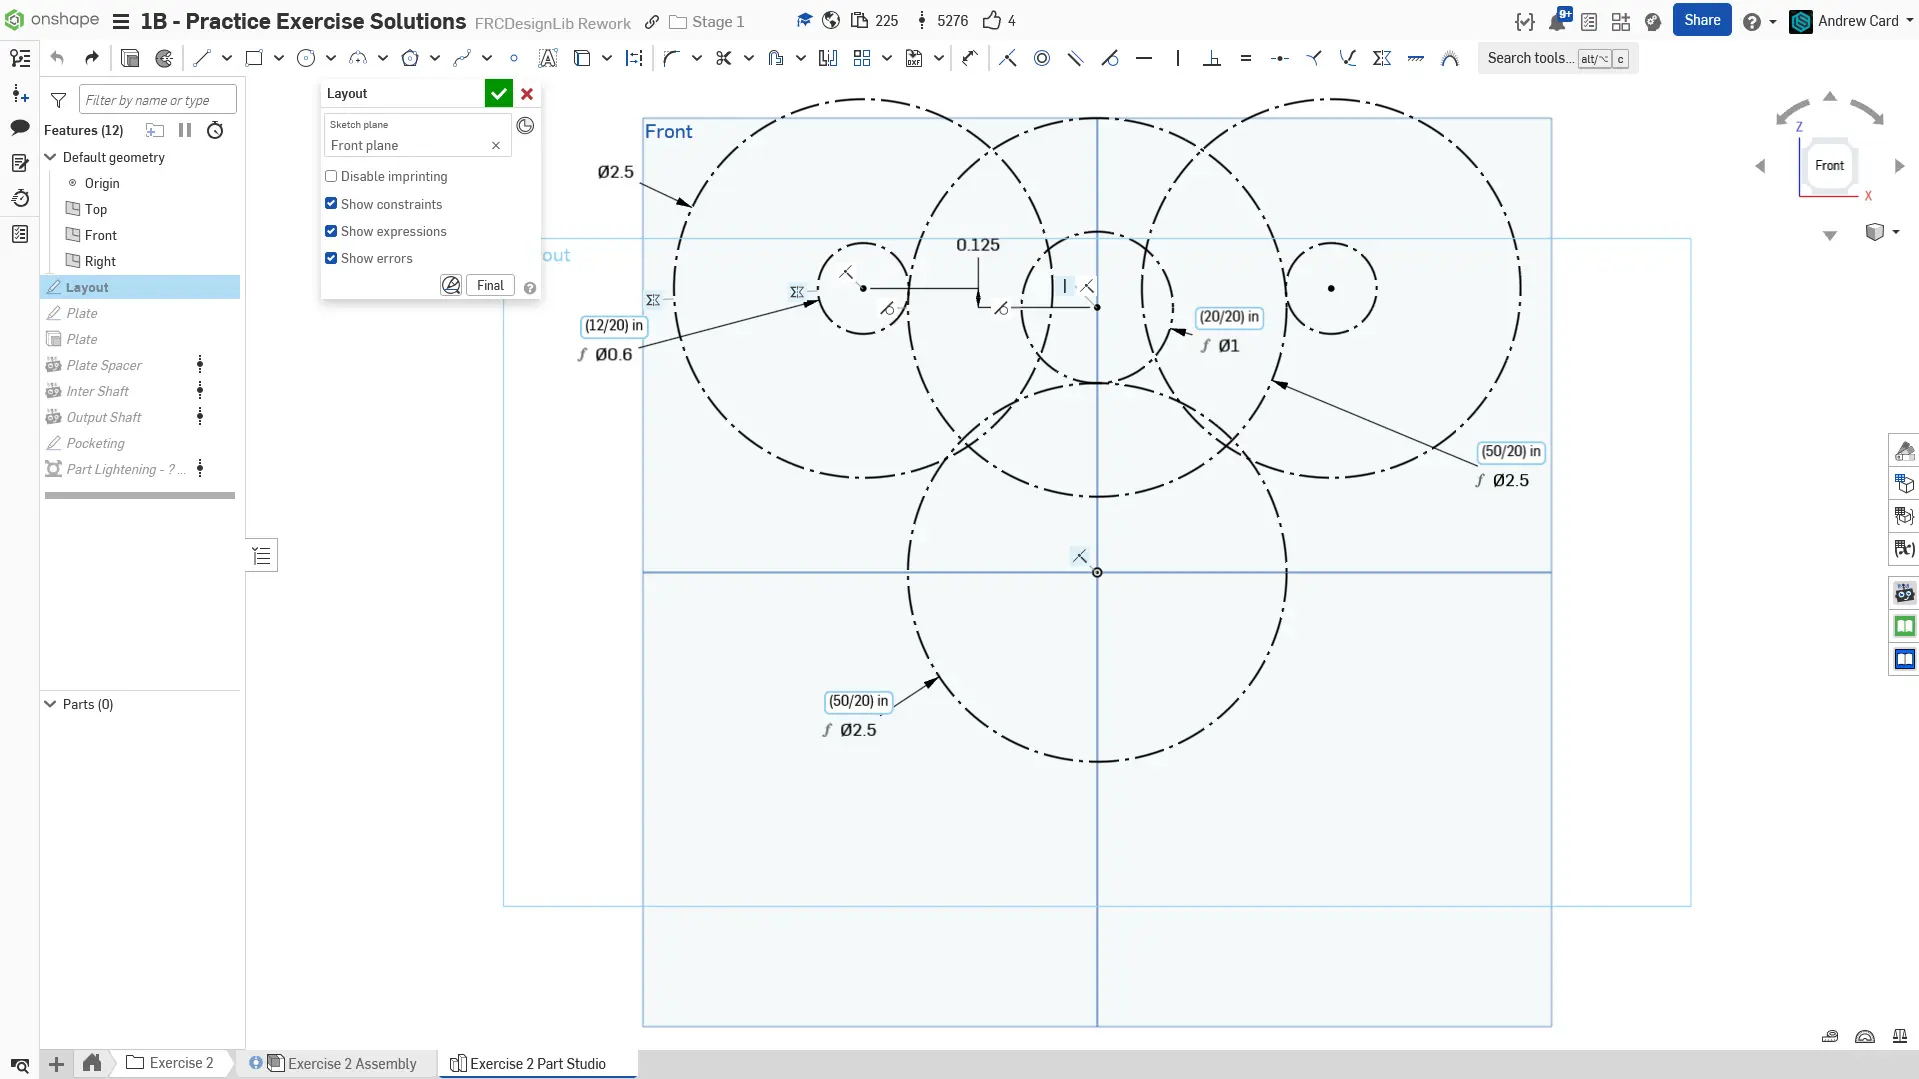 onshape
1B - Practice Exercise Solutions
FRCDesignLib Rework
Stage 1
225
5276
4
9+
Share
Andrew Card
Search tools...
alt/⌥
c
Layout
Sketch plane
Front plane
Disable imprinting
Show constraints
Show expressions
Show errors
Final
Filter by name or type
Features (12)
Default geometry
Origin
Top
Front
Right
Layout
Plate
Plate
Plate Spacer
Inter Shaft
Output Shaft
Pocketing
Part Lightening - ? ...
Parts (0)
Front
out
Ø2.5
0.125
(12/20) in
ƒ Ø0.6
(20/20) in
ƒ Ø1
(50/20) in
ƒ Ø2.5
(50/20) in
ƒ Ø2.5
Z
Front
X
Exercise 2
Exercise 2 Assembly
Exercise 2 Part Studio